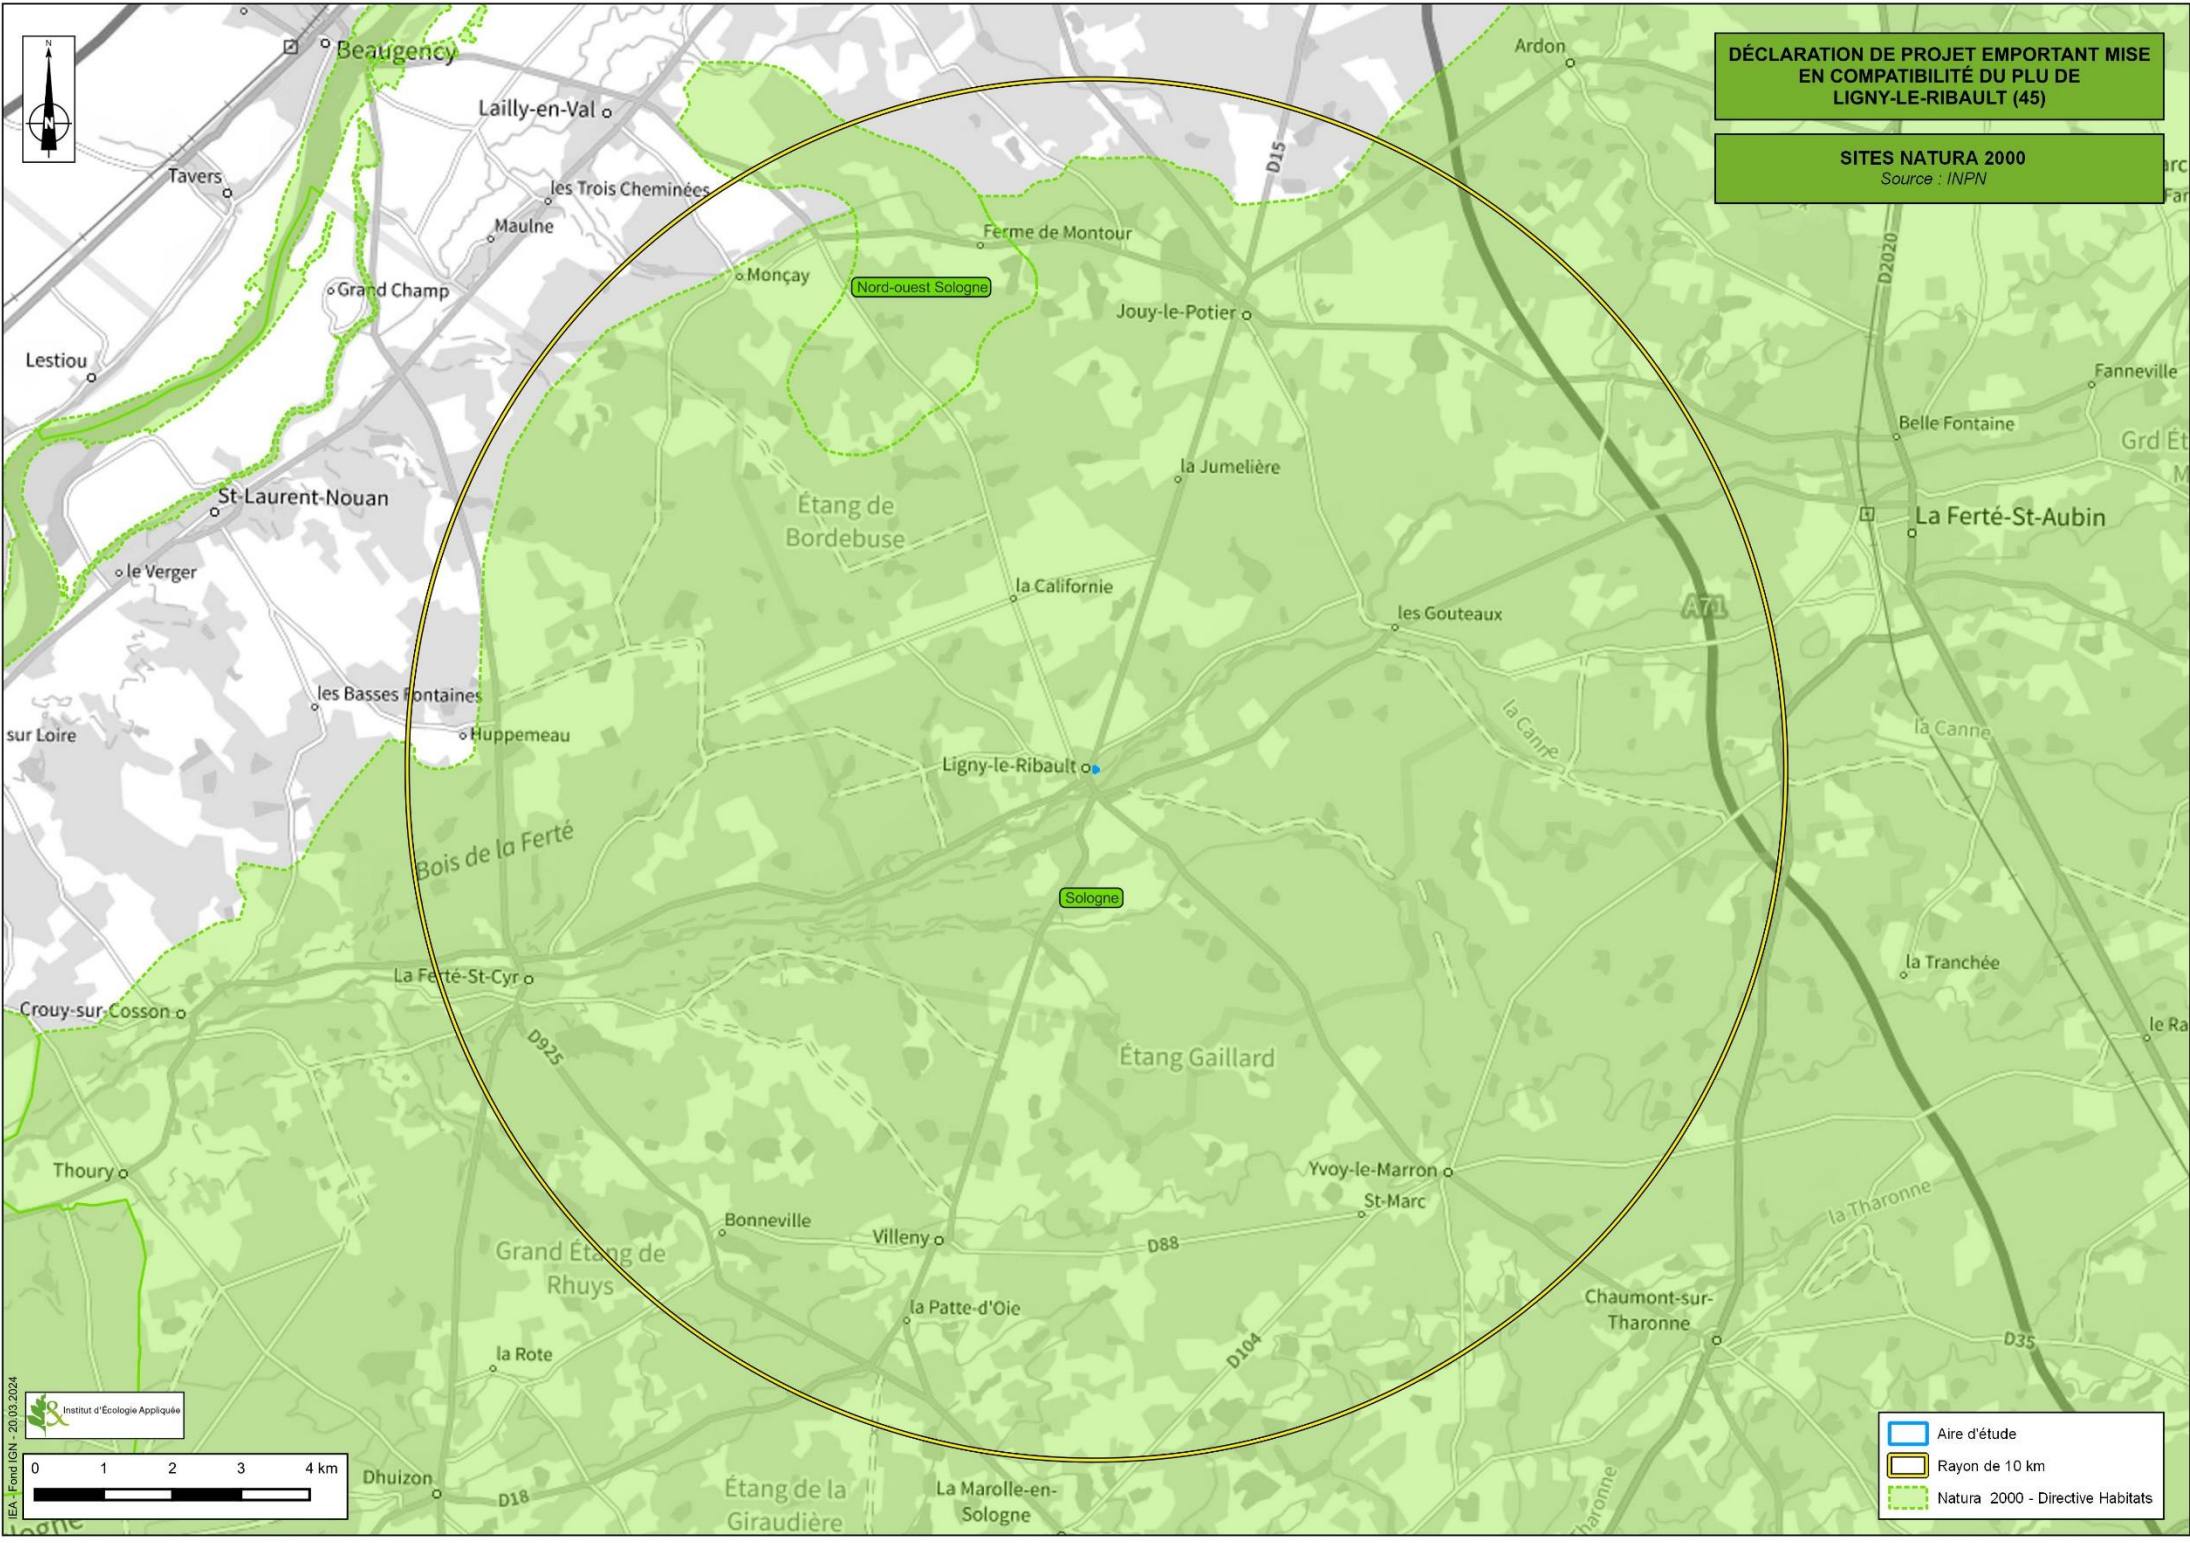 DÉCLARATION DE PROJET EMPORTANT MISE
EN COMPATIBILITÉ DU PLU DE
LIGNY-LE-RIBAULT (45)
SITES NATURA 2000
Source : INPN
N
N
Beaugency
Ardon
Lailly-en-Val
Tavers
les Trois Cheminées
D15
Maulne
Ferme de Montour
D2020
Monçay
Grand Champ
Nord-ouest Sologne
Jouy-le-Potier
Lestiou
Fanneville
Belle Fontaine
Grd Ét
M
la Jumelière
St-Laurent-Nouan
Étang de
Bordebuse
La Ferté-St-Aubin
le Verger
la Californie
les Gouteaux
A71
les Basses Fontaines
sur Loire
Huppemeau
la Canne
la Canne
Ligny-le-Ribault
Bois de la Ferté
Sologne
La Ferté-St-Cyr
la Tranchée
Crouy-sur-Cosson
le Ra
D925
Étang Gaillard
Thoury
Yvoy-le-Marron
St-Marc
la Tharonne
Bonneville
Villeny
D88
Grand Étang de
Rhuys
la Patte-d'Oie
Chaumont-sur-
Tharonne
D104
D35
la Rote
Institut d'Écologie Appliquée
IEA - Fond IGN - 20.03.2024
0 1 2 3 4 km
Dhuizon
D18
Étang de la
Giraudière
La Marolle-en-
Sologne
Tharonne
Aire d'étude
Rayon de 10 km
Natura 2000 - Directive Habitats